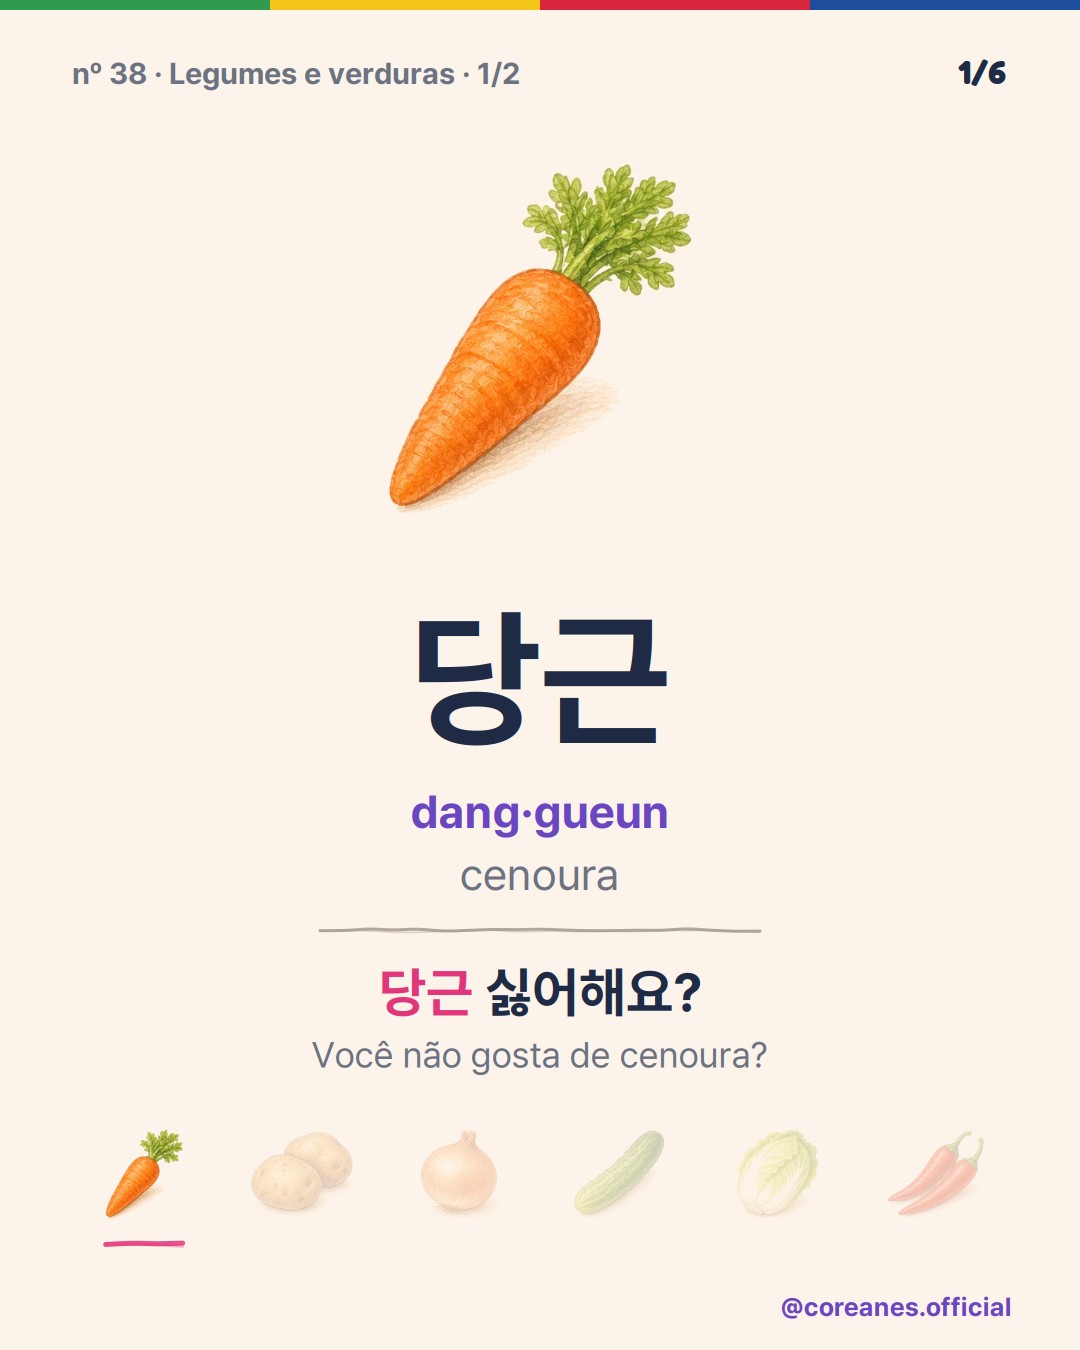 nº 38 · Legumes e verduras · 1/2
1/6
당근
dang·gueun
cenoura
당근 싫어해요?
Você não gosta de cenoura?
@coreanes.official